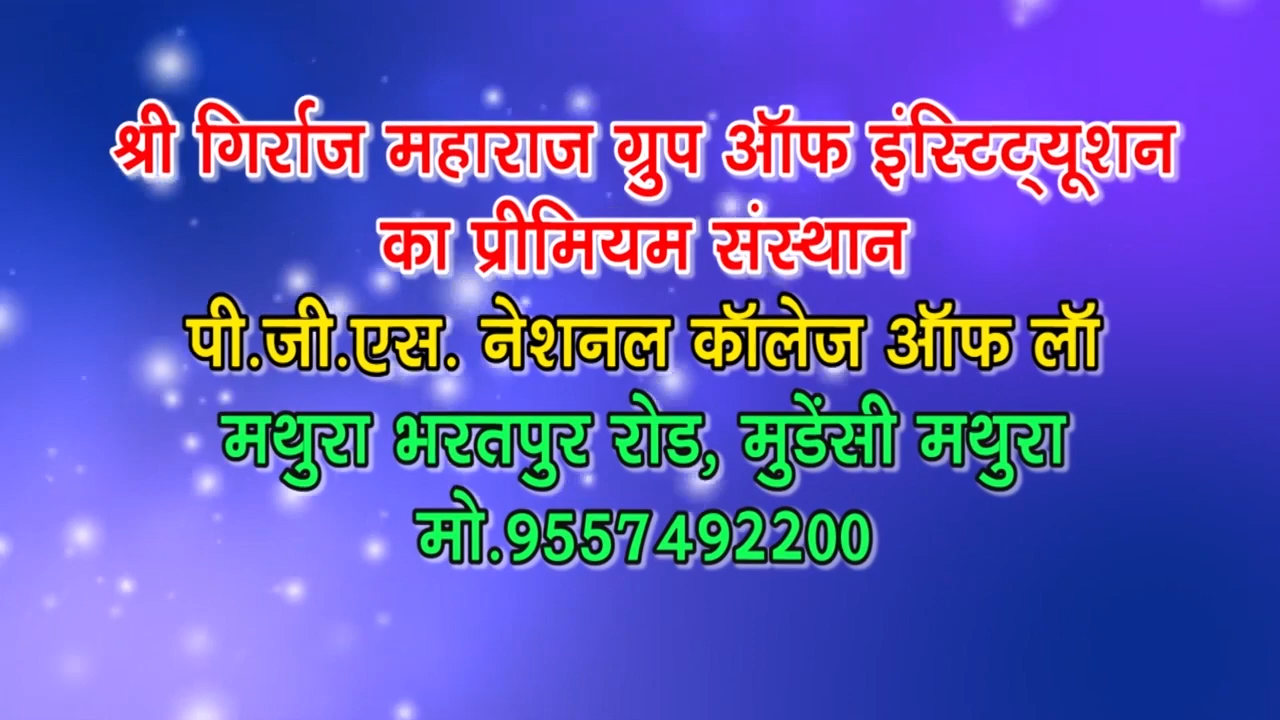 श्री गिर्राज महाराज ग्रुप ऑफ इंस्टिट्यूशन
का प्रीमियम संस्थान
पी.जी.एस. नेशनल कॉलेज ऑफ लॉ
मथुरा भरतपुर रोड, मुडेंसी मथुरा
मो.9557492200